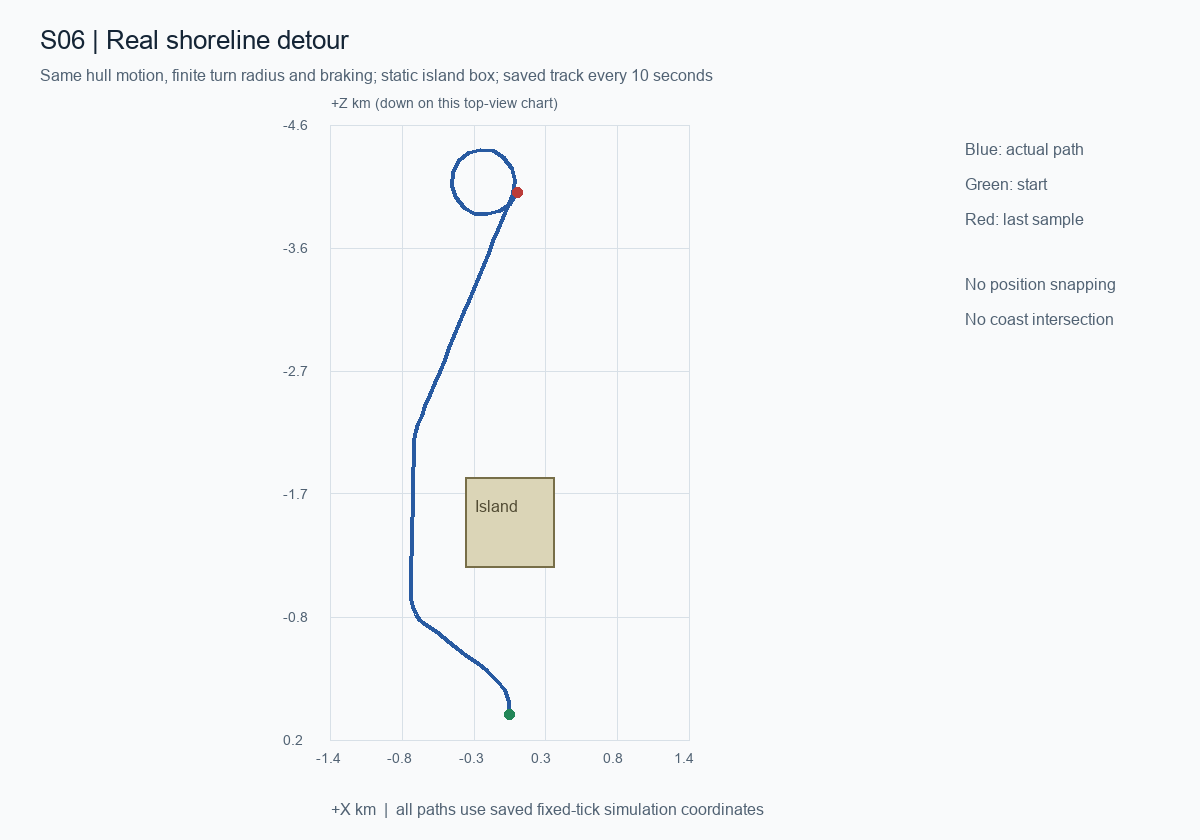 S06 | Real shoreline detour
Same hull motion, finite turn radius and braking; static island box; saved track every 10 seconds
+Z km (down on this top-view chart)
-4.6
Blue: actual path
Green: start
Red: last sample
-3.6
No position snapping
No coast intersection
-2.7
-1.7
Island
-0.8
0.2
-1.4 -0.8 -0.3 0.3 0.8 1.4
+X km | all paths use saved fixed-tick simulation coordinates